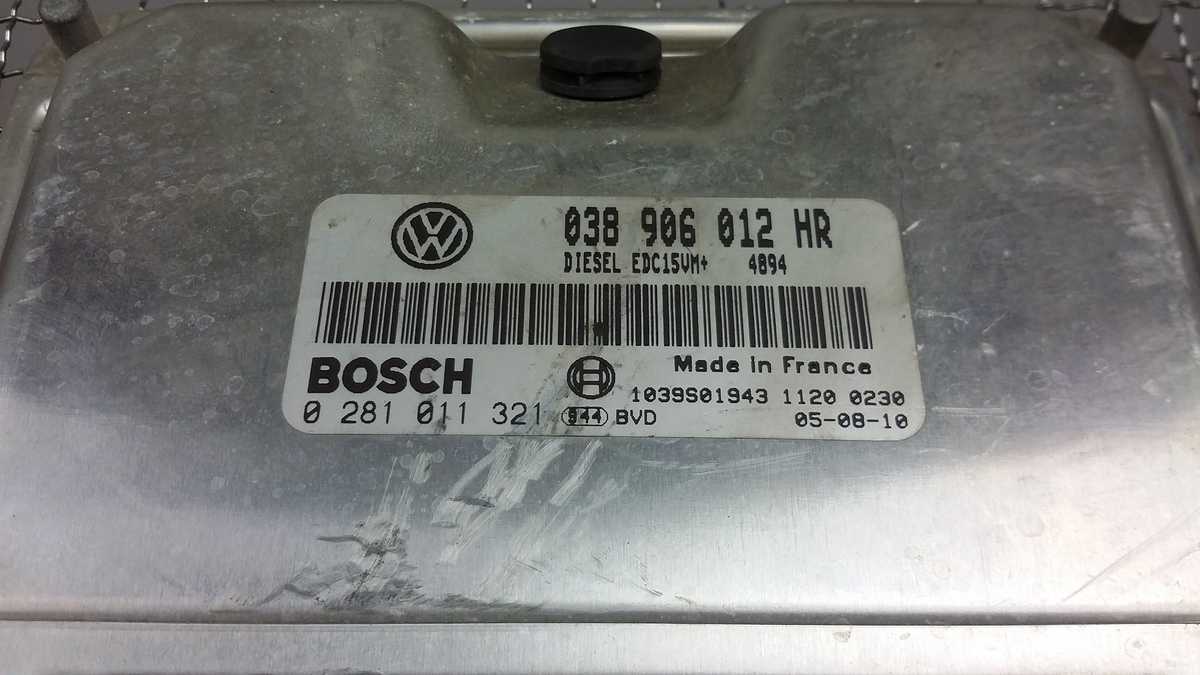 038 906 012 HR
DIESEL EDC15VM+ 4894
BOSCH
Made in France
1039S01943 1120 0230
0 281 011 321 944 BVD
05-08-10